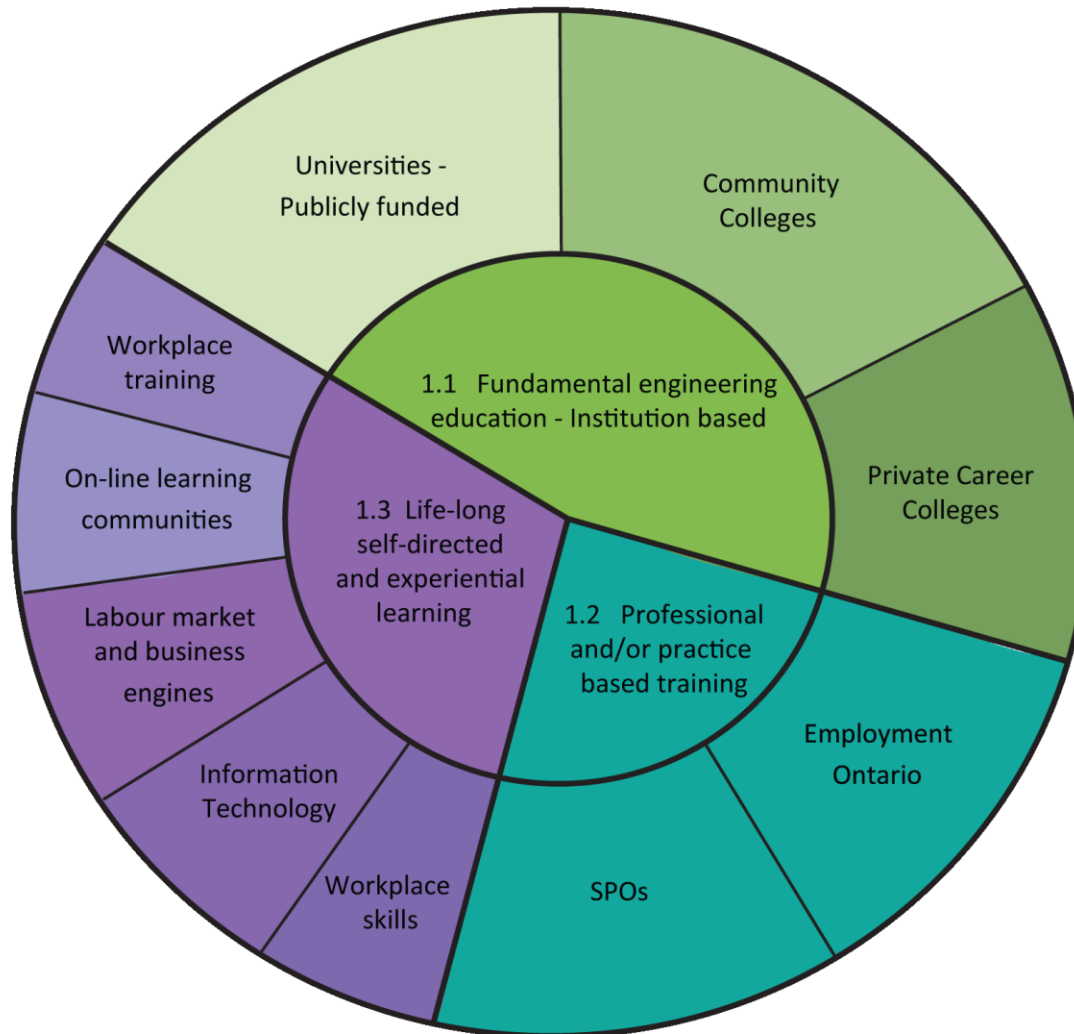 Universities -
Publicly funded
Community
Colleges
Private Career
Colleges
1.1 Fundamental engineering
education - Institution based
Workplace
training
On-line learning
communities
Labour market
and business
engines
Information
Technology
Workplace
skills
1.3 Life-long
self-directed
and experiential
learning
1.2 Professional
and/or practice
based training
Employment
Ontario
SPOs